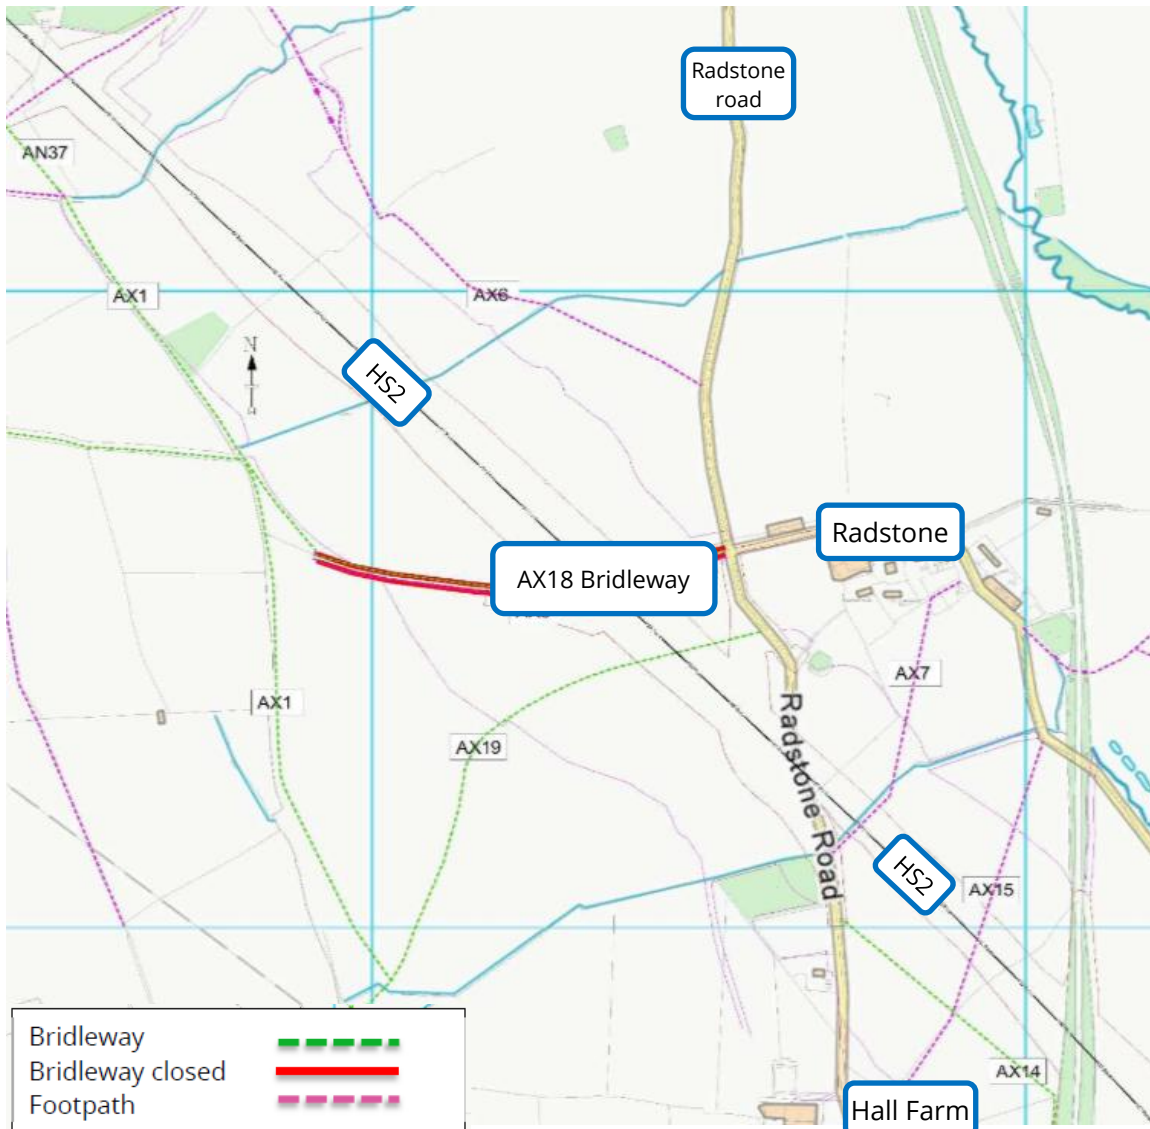 Radstone
road
AN37
AX1
AX6
N
HS2
Radstone
AX18 Bridleway
AX7
AX1
AX19
Radstone Road
HS2
AX15
AX14
Hall Farm
Bridleway
Bridleway closed
Footpath